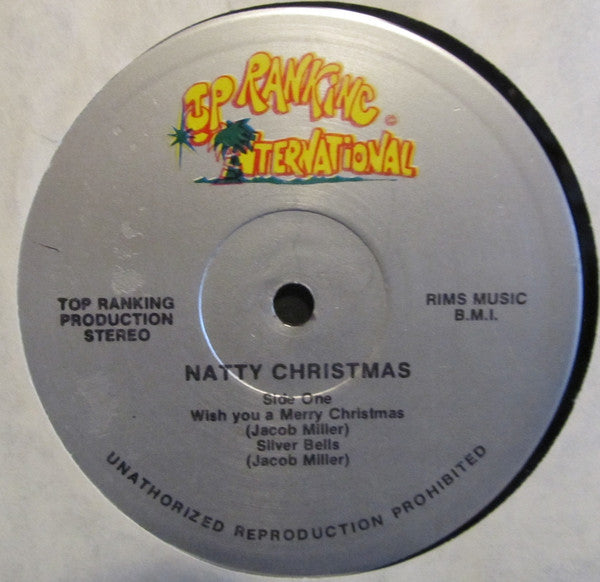 TOP RANKING
INTERNATIONAL
©
TOP RANKING
PRODUCTION
STEREO
RIMS MUSIC
B.M.I.
NATTY CHRISTMAS
Side One
Wish you a Merry Christmas
(Jacob Miller)
Silver Bells
(Jacob Miller)
UNATHORIZED REPRODUCTION PROHIBITED